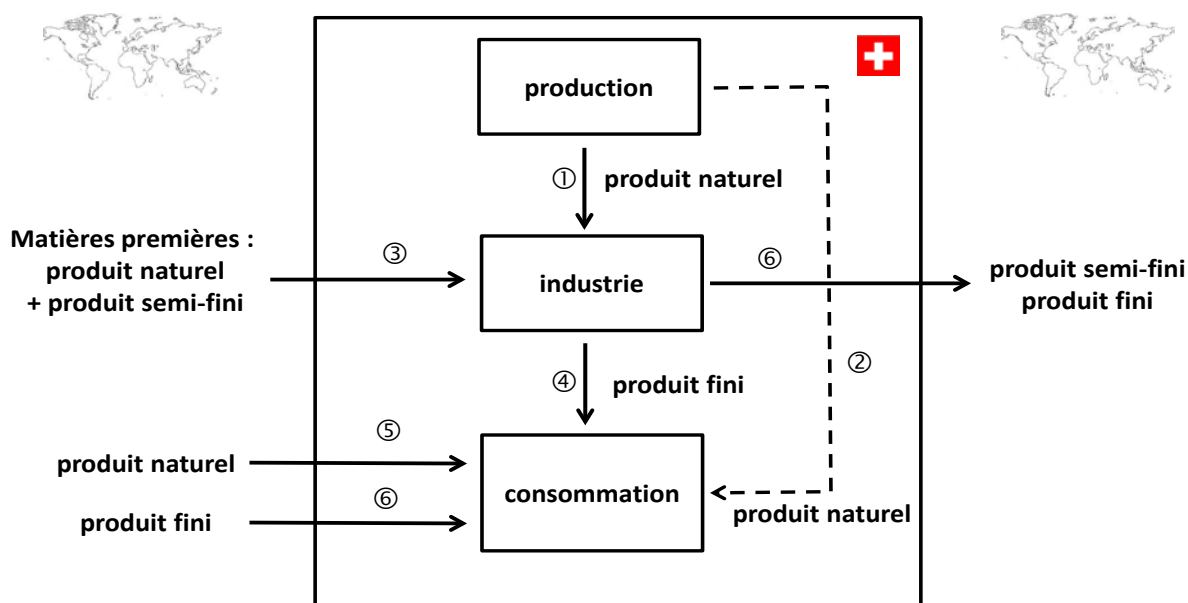 production
①
produit naturel
Matières premières :
produit naturel
+ produit semi-fini
③
industrie
⑥
produit semi-fini
produit fini
④
produit fini
②
⑤
produit naturel
consommation
⑥
produit fini
produit naturel